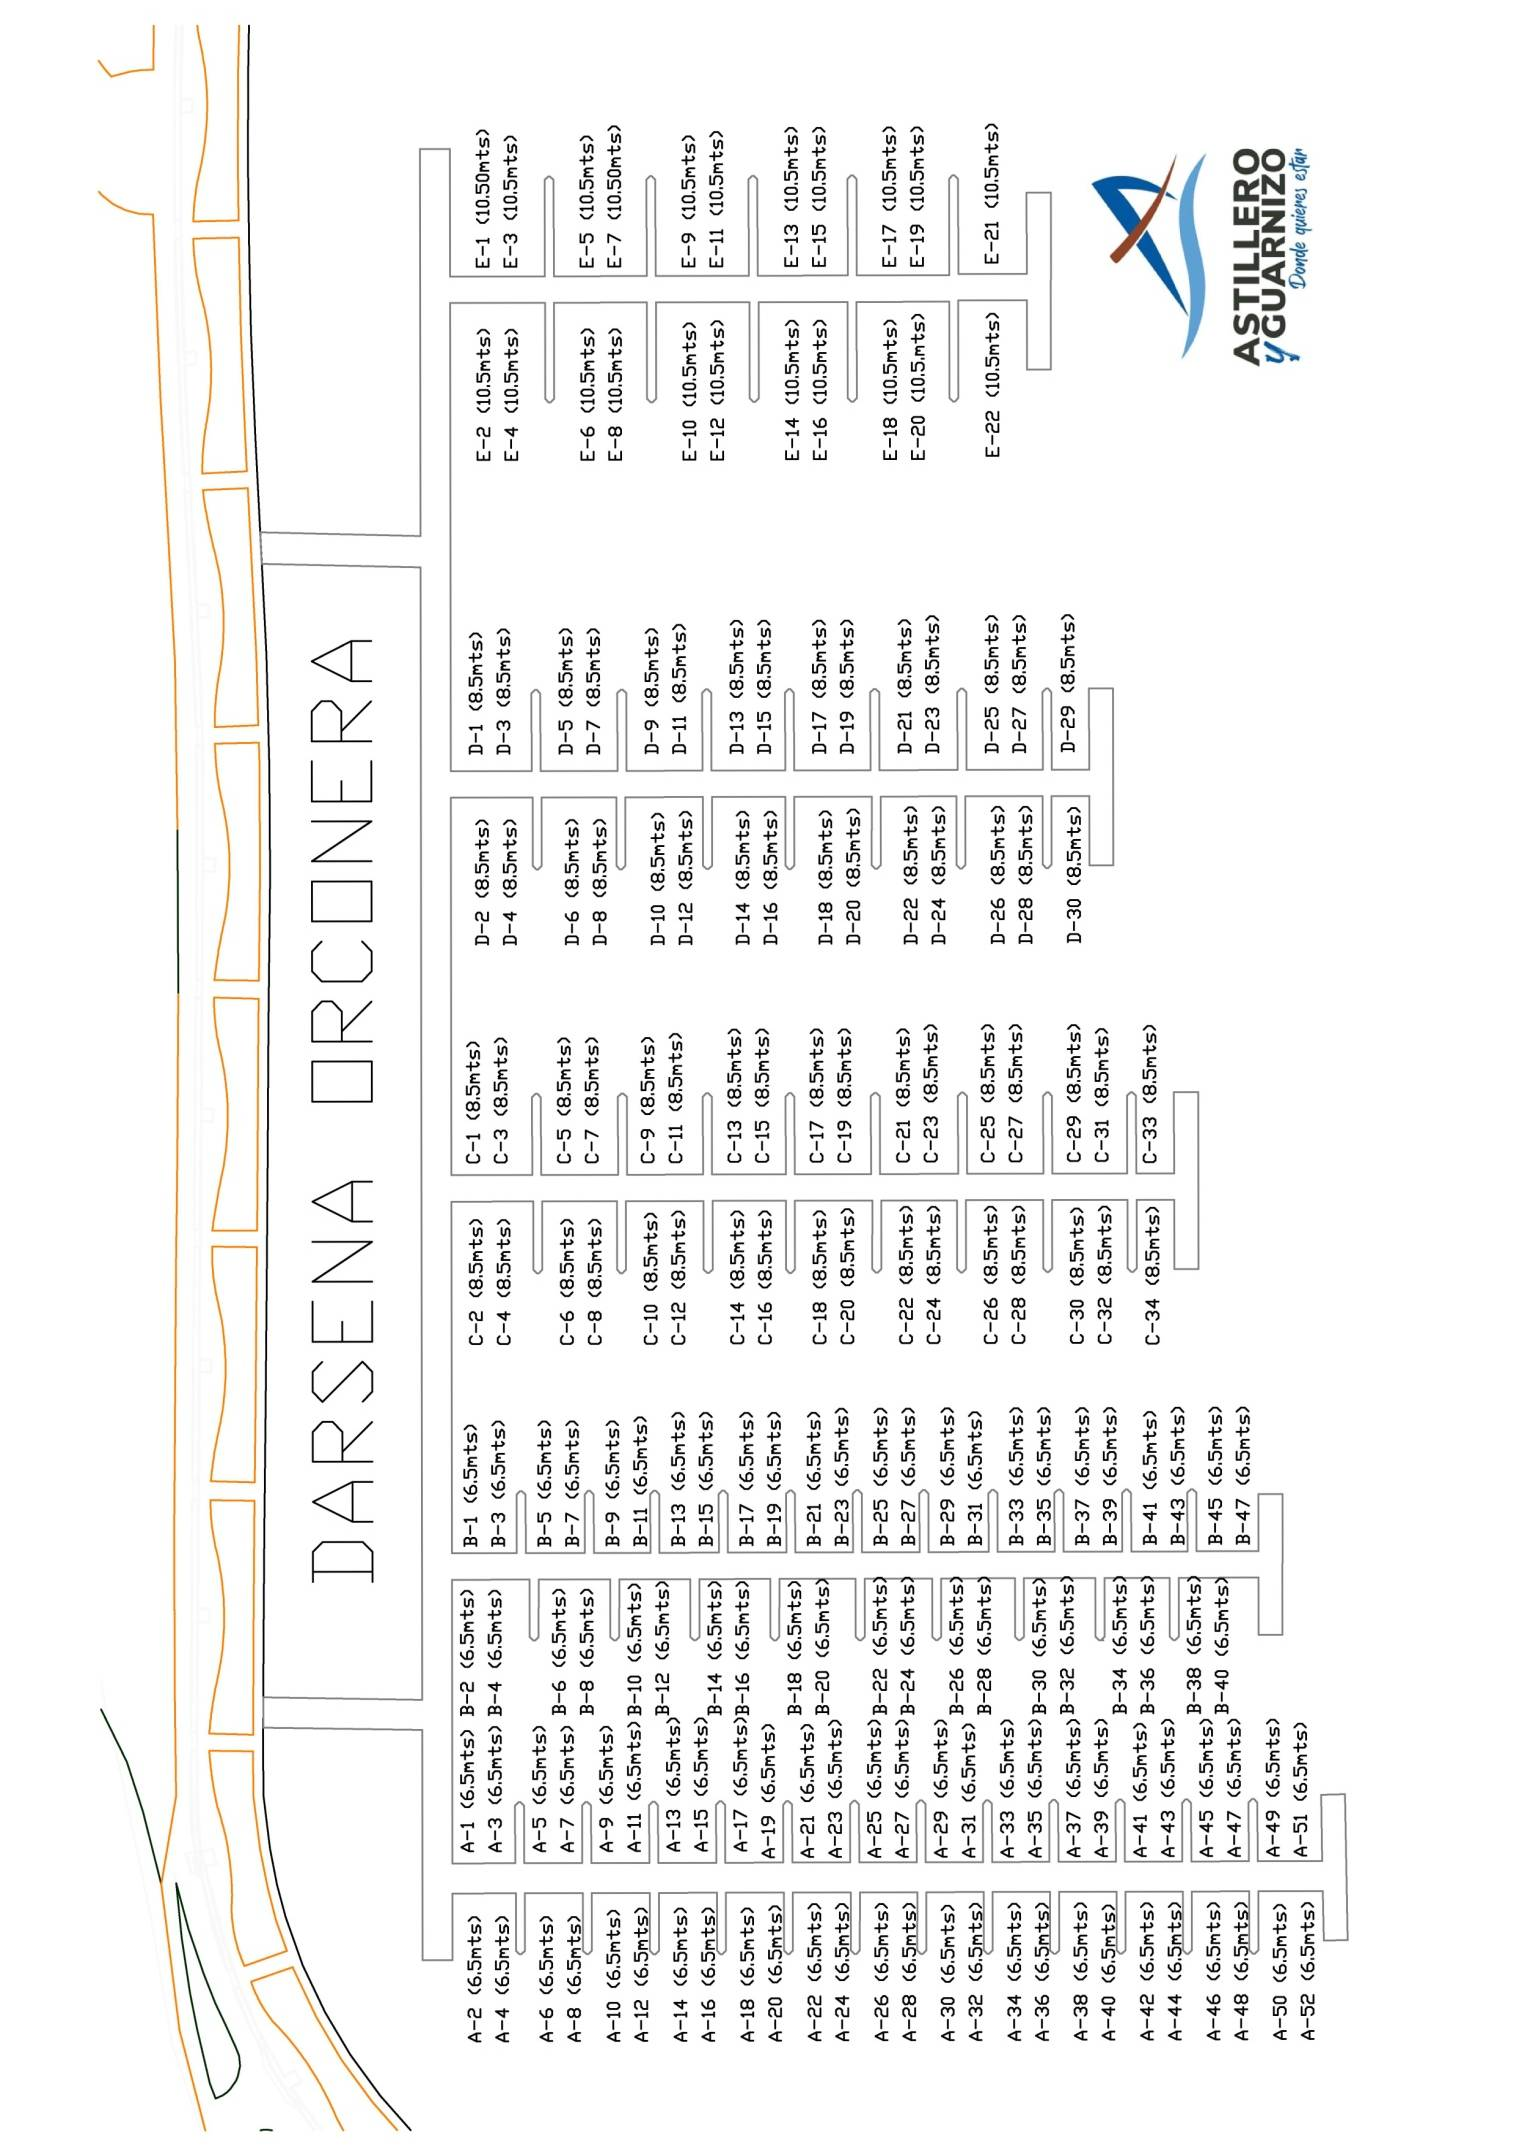 DARSENA ORCONERA
E-1 (10.50mts)
E-3 (10.5mts)
E-5 (10.5mts)
E-7 (10.50mts)
E-9 (10.5mts)
E-11 (10.5mts)
E-13 (10.5mts)
E-15 (10.5mts)
E-17 (10.5mts)
E-19 (10.5mts)
E-21 (10.5mts)
E-2 (10.5mts)
E-4 (10.5mts)
E-6 (10.5mts)
E-8 (10.5mts)
E-10 (10.5mts)
E-12 (10.5mts)
E-14 (10.5mts)
E-16 (10.5mts)
E-18 (10.5mts)
E-20 (10.5.mts)
E-22 (10.5mts)
D-1 (8.5mts)
D-3 (8.5mts)
D-5 (8.5mts)
D-7 (8.5mts)
D-9 (8.5mts)
D-11 (8.5mts)
D-13 (8.5mts)
D-15 (8.5mts)
D-17 (8.5mts)
D-19 (8.5mts)
D-21 (8.5mts)
D-23 (8.5mts)
D-25 (8.5mts)
D-27 (8.5mts)
D-29 (8.5mts)
D-2 (8.5mts)
D-4 (8.5mts)
D-6 (8.5mts)
D-8 (8.5mts)
D-10 (8.5mts)
D-12 (8.5mts)
D-14 (8.5mts)
D-16 (8.5mts)
D-18 (8.5mts)
D-20 (8.5mts)
D-22 (8.5mts)
D-24 (8.5mts)
D-26 (8.5mts)
D-28 (8.5mts)
D-30 (8.5mts)
C-1 (8.5mts)
C-3 (8.5mts)
C-5 (8.5mts)
C-7 (8.5mts)
C-9 (8.5mts)
C-11 (8.5mts)
C-13 (8.5mts)
C-15 (8.5mts)
C-17 (8.5mts)
C-19 (8.5mts)
C-21 (8.5mts)
C-23 (8.5mts)
C-25 (8.5mts)
C-27 (8.5mts)
C-29 (8.5mts)
C-31 (8.5mts)
C-33 (8.5mts)
C-2 (8.5mts)
C-4 (8.5mts)
C-6 (8.5mts)
C-8 (8.5mts)
C-10 (8.5mts)
C-12 (8.5mts)
C-14 (8.5mts)
C-16 (8.5mts)
C-18 (8.5mts)
C-20 (8.5mts)
C-22 (8.5mts)
C-24 (8.5mts)
C-26 (8.5mts)
C-28 (8.5mts)
C-30 (8.5mts)
C-32 (8.5mts)
C-34 (8.5mts)
B-1 (6.5mts)
B-3 (6.5mts)
B-5 (6.5mts)
B-7 (6.5mts)
B-9 (6.5mts)
B-11 (6.5mts)
B-13 (6.5mts)
B-15 (6.5mts)
B-17 (6.5mts)
B-19 (6.5mts)
B-21 (6.5mts)
B-23 (6.5mts)
B-25 (6.5mts)
B-27 (6.5mts)
B-29 (6.5mts)
B-31 (6.5mts)
B-33 (6.5mts)
B-35 (6.5mts)
B-37 (6.5mts)
B-39 (6.5mts)
B-41 (6.5mts)
B-43 (6.5mts)
B-45 (6.5mts)
B-47 (6.5mts)
B-2 (6.5mts)
B-4 (6.5mts)
B-6 (6.5mts)
B-8 (6.5mts)
B-10 (6.5mts)
B-12 (6.5mts)
B-14 (6.5mts)
B-16 (6.5mts)
B-18 (6.5mts)
B-20 (6.5mts)
B-22 (6.5mts)
B-24 (6.5mts)
B-26 (6.5mts)
B-28 (6.5mts)
B-30 (6.5mts)
B-32 (6.5mts)
B-34 (6.5mts)
B-36 (6.5mts)
B-38 (6.5mts)
B-40 (6.5mts)
A-1 (6.5mts)
A-3 (6.5mts)
A-5 (6.5mts)
A-7 (6.5mts)
A-9 (6.5mts)
A-11 (6.5mts)
A-13 (6.5mts)
A-15 (6.5mts)
A-17 (6.5mts)
A-19 (6.5mts)
A-21 (6.5mts)
A-23 (6.5mts)
A-25 (6.5mts)
A-27 (6.5mts)
A-29 (6.5mts)
A-31 (6.5mts)
A-33 (6.5mts)
A-35 (6.5mts)
A-37 (6.5mts)
A-39 (6.5mts)
A-41 (6.5mts)
A-43 (6.5mts)
A-45 (6.5mts)
A-47 (6.5mts)
A-49 (6.5mts)
A-51 (6.5mts)
A-2 (6.5mts)
A-4 (6.5mts)
A-6 (6.5mts)
A-8 (6.5mts)
A-10 (6.5mts)
A-12 (6.5mts)
A-14 (6.5mts)
A-16 (6.5mts)
A-18 (6.5mts)
A-20 (6.5mts)
A-22 (6.5mts)
A-24 (6.5mts)
A-26 (6.5mts)
A-28 (6.5mts)
A-30 (6.5mts)
A-32 (6.5mts)
A-34 (6.5mts)
A-36 (6.5mts)
A-38 (6.5mts)
A-40 (6.5mts)
A-42 (6.5mts)
A-44 (6.5mts)
A-46 (6.5mts)
A-48 (6.5mts)
A-50 (6.5mts)
A-52 (6.5mts)
ASTILLERO
y GUARNIZO
Donde quieres estar